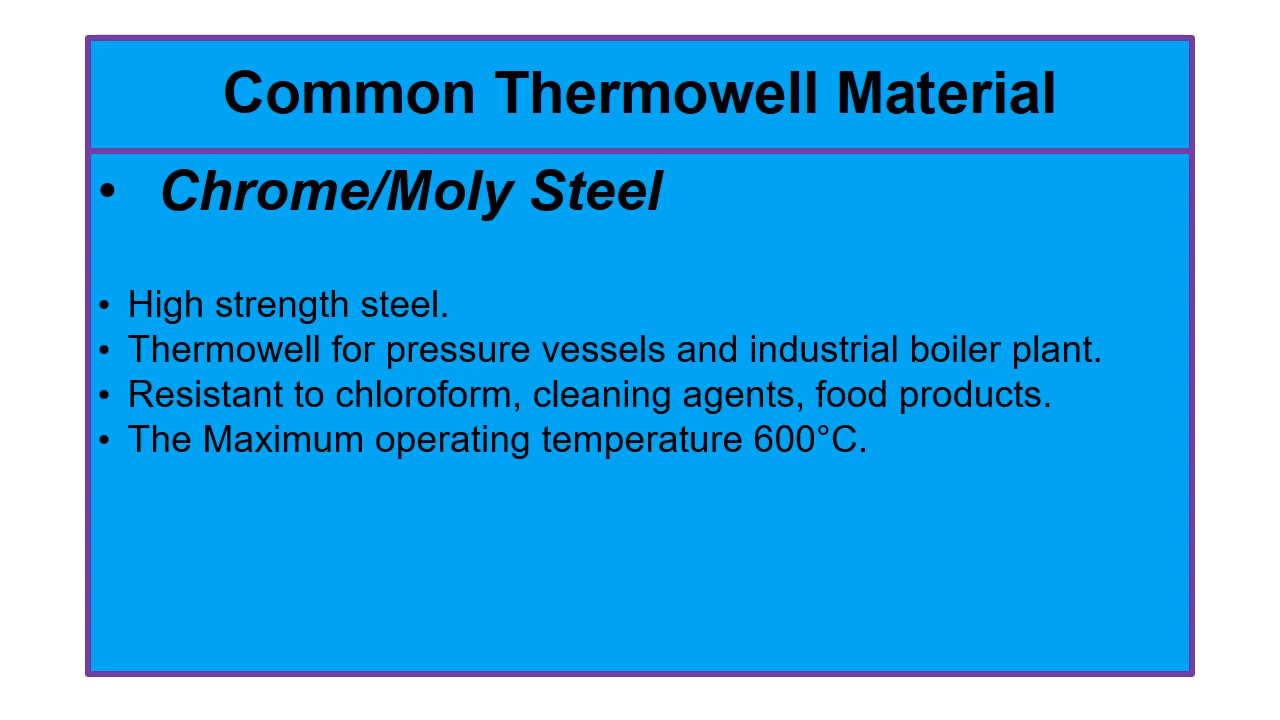 Common Thermowell Material
• Chrome/Moly Steel
• High strength steel.
• Thermowell for pressure vessels and industrial boiler plant.
• Resistant to chloroform, cleaning agents, food products.
• The Maximum operating temperature 600°C.